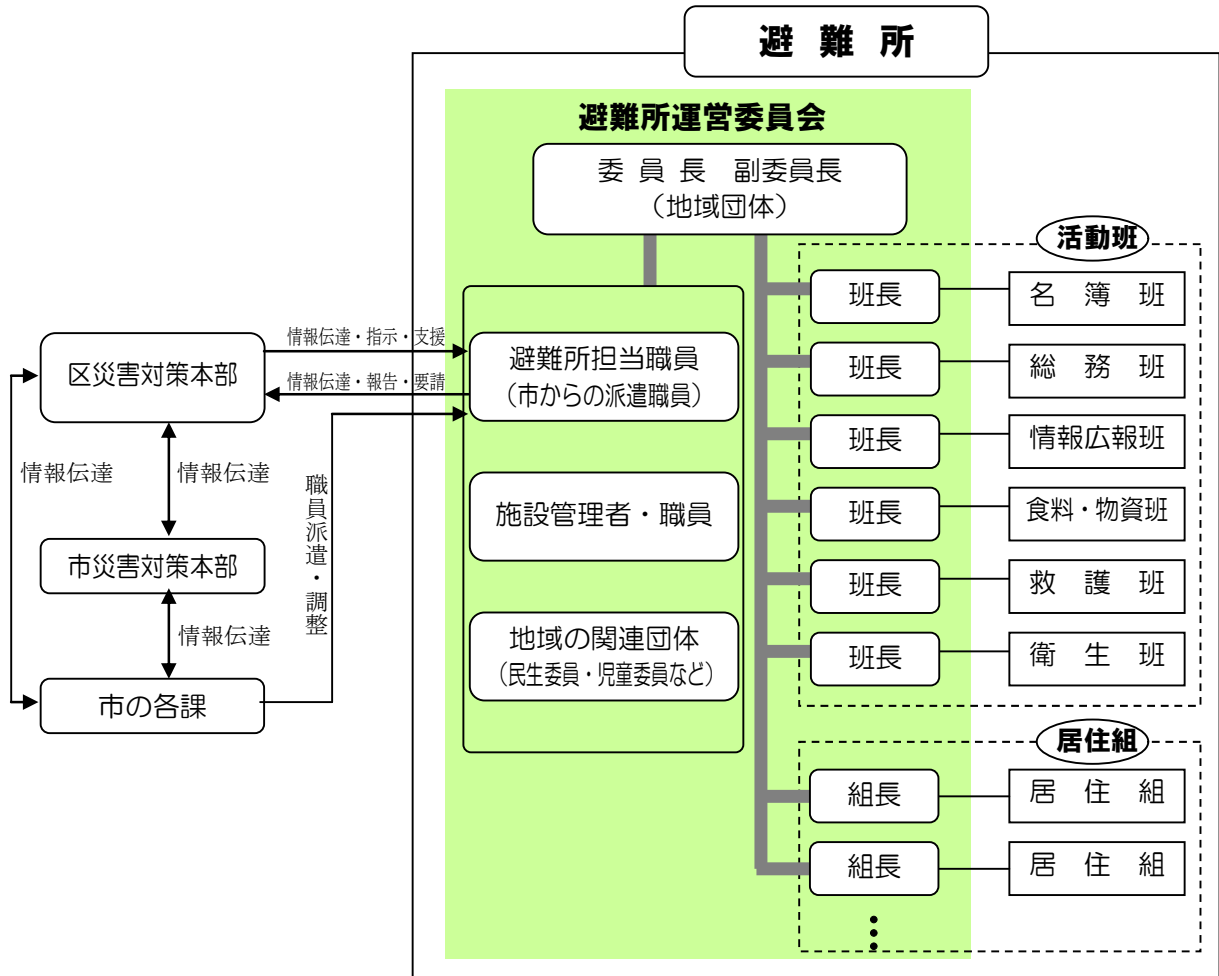 避 難 所
避難所運営委員会
委 員 長　副委員長
（地域団体）
活動班
班長
名　簿　班
班長
総　務　班
班長
情報広報班
班長
食料・物資班
班長
救　護　班
班長
衛　生　班
区災害対策本部
情報伝達・指示・支援
情報伝達・報告・要請
避難所担当職員
（市からの派遣職員）
情報伝達
情報伝達
職員派遣・調整
施設管理者・職員
市災害対策本部
情報伝達
地域の関連団体
（民生委員・児童委員など）
市の各課
居住組
組長
居　住　組
組長
居　住　組
⋮